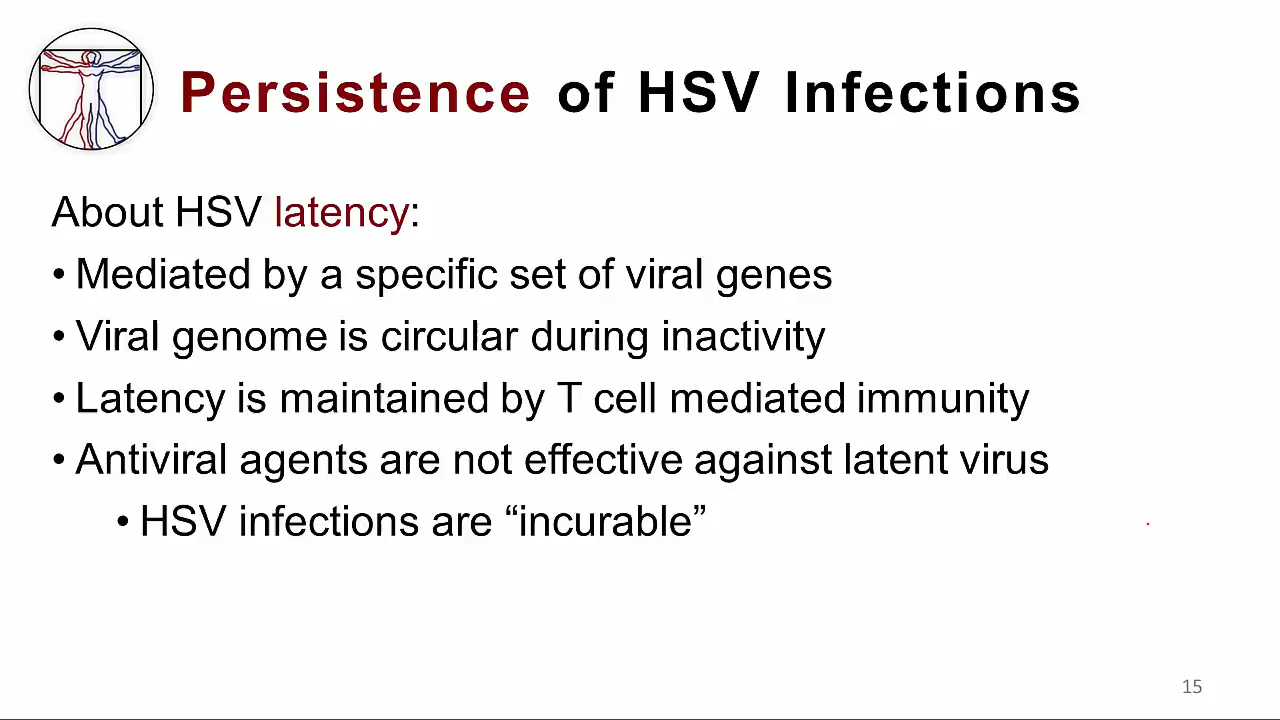 Persistence of HSV Infections
About HSV latency:
• Mediated by a specific set of viral genes
• Viral genome is circular during inactivity
• Latency is maintained by T cell mediated immunity
• Antiviral agents are not effective against latent virus
• HSV infections are “incurable”
15